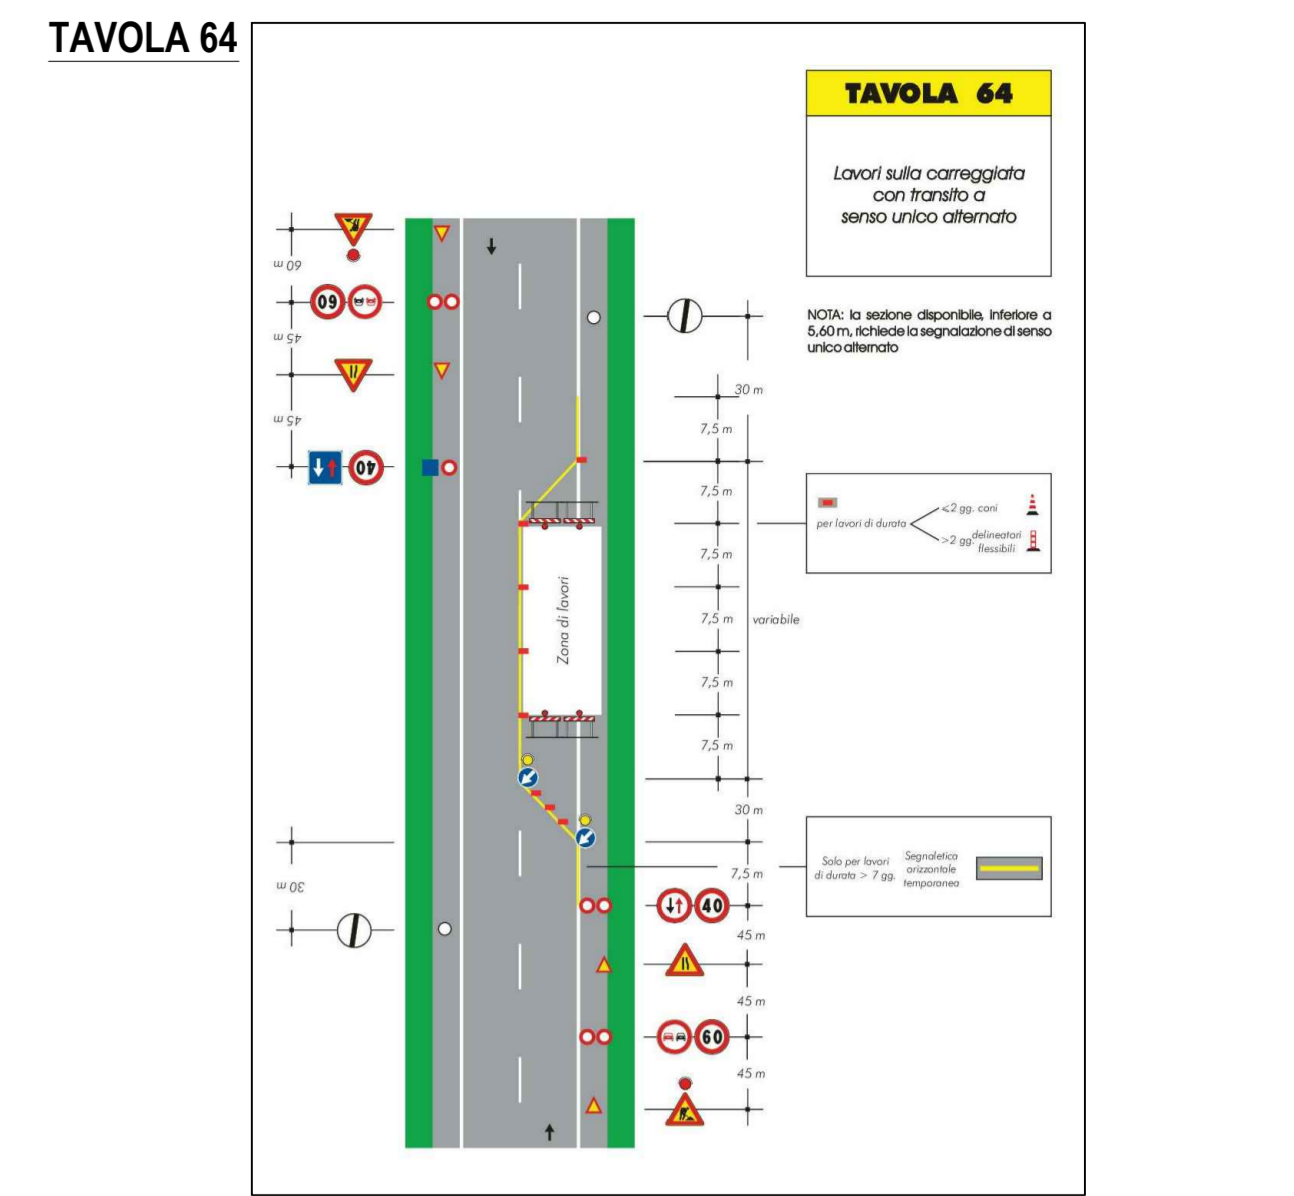 TAVOLA 64
TAVOLA 64
Lavori sulla carreggiata
con transito a
senso unico alternato
NOTA: la sezione disponibile, inferiore a
5,60 m, richiede la segnalazione di senso
unico alternato
60 m
60
45 m
45 m
40
30 m
30 m
7,5 m
7,5 m
7,5 m
7,5 m
7,5 m
7,5 m
variabile
30 m
7,5 m
45 m
45 m
45 m
40
60
Zona di lavori
per lavori di durata
⩽2 gg. coni
>2 gg. delineatori
flessibili
Solo per lavori
di durata > 7 gg.
Segnaletica
orizzontale
temporanea